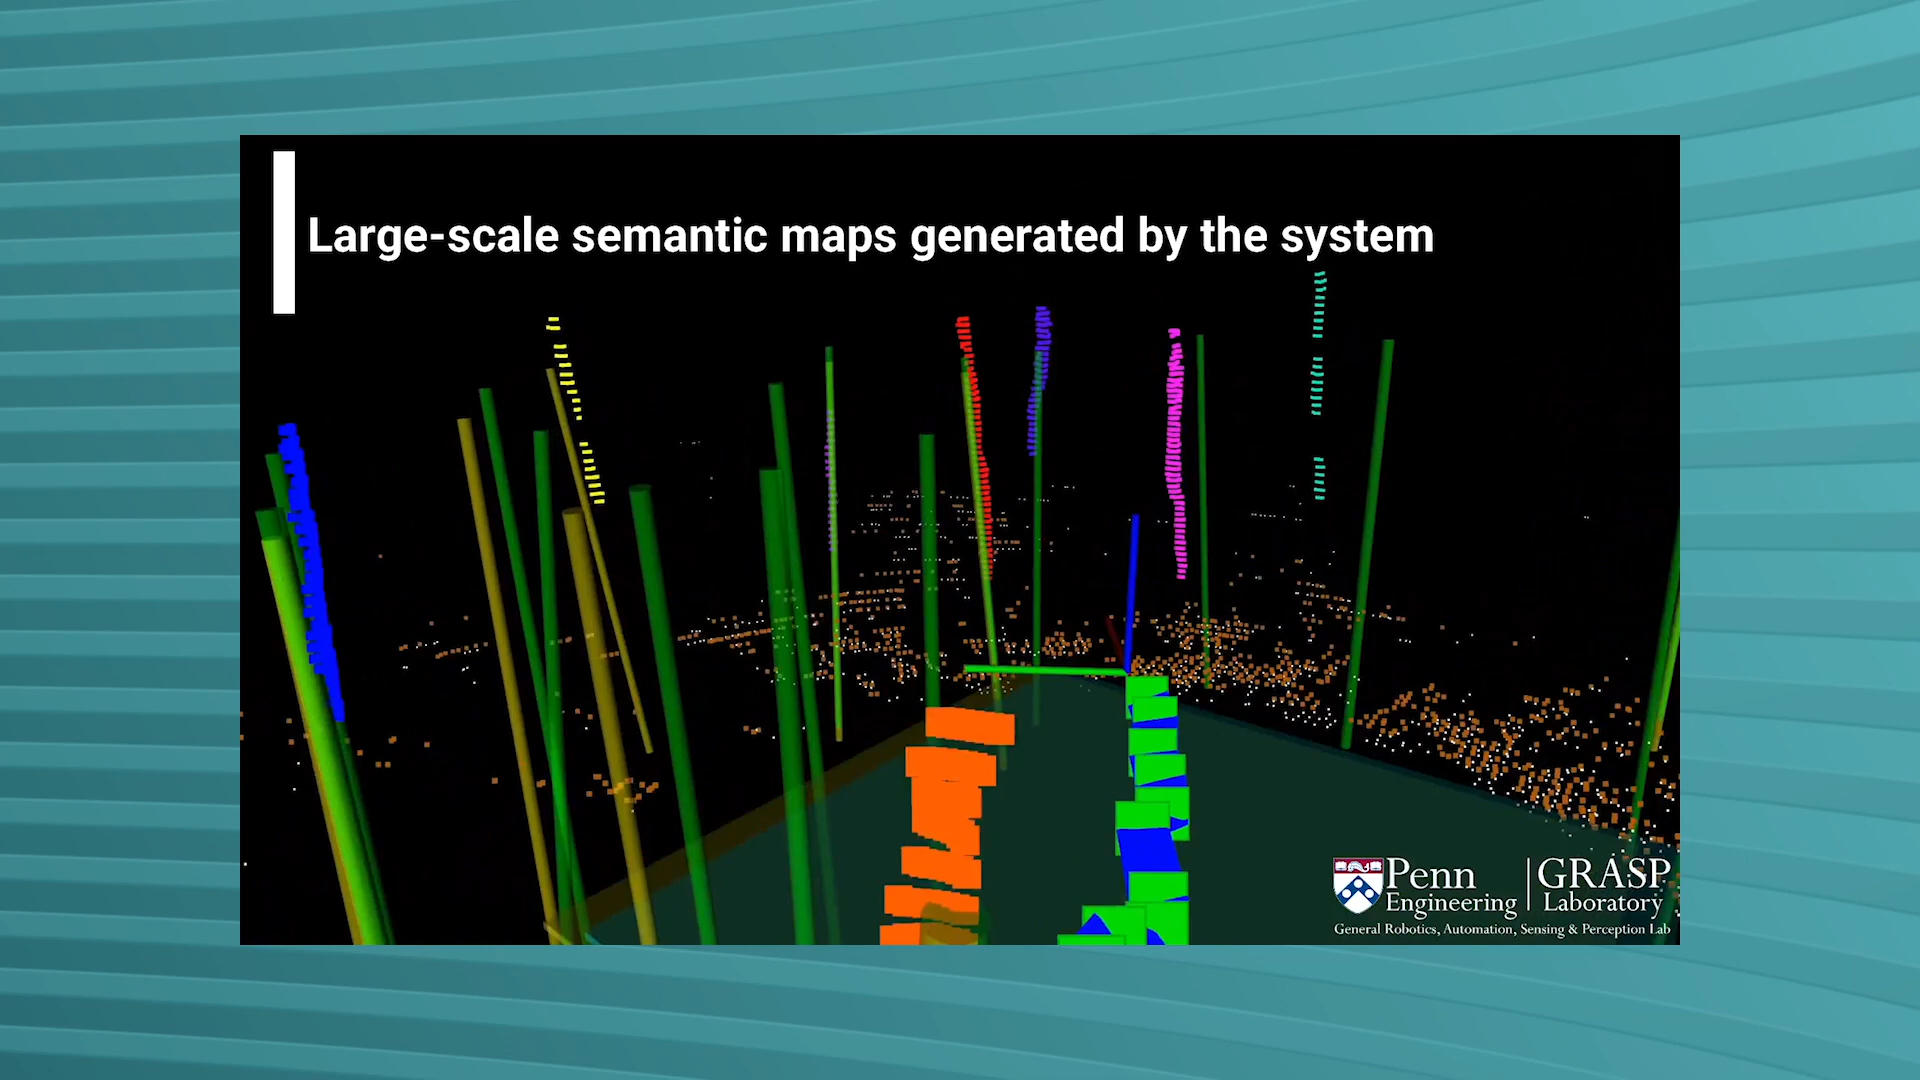 Large-scale semantic maps generated by the system
Penn
Engineering
GRASP
Laboratory
General Robotics, Automation, Sensing & Perception Lab